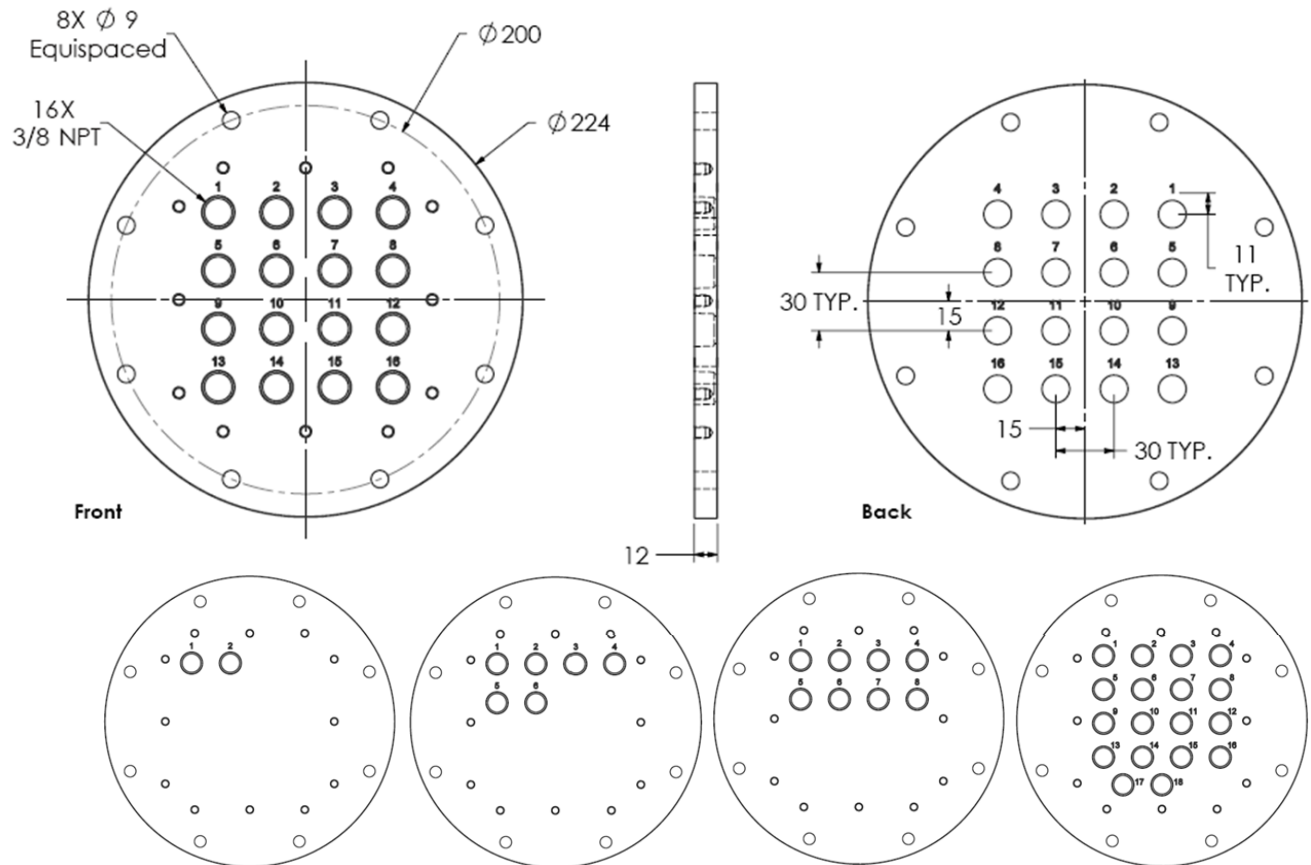 8X Ø 9
Equispaced
Ø200
16X
3/8 NPT
Ø224
1 2 3 4
5 6 7 8
9 10 11 12
13 14 15 16
Front
12
4 3 2 1
8 7 6 5
12 11 10 9
16 15 14 13
11
TYP.
30 TYP.
15
15
30 TYP.
Back
1 2
1 2 3 4
5 6
1 2 3 4
5 6 7 8
1 2 3 4
5 6 7 8
9 10 11 12
13 14 15 16
17 18